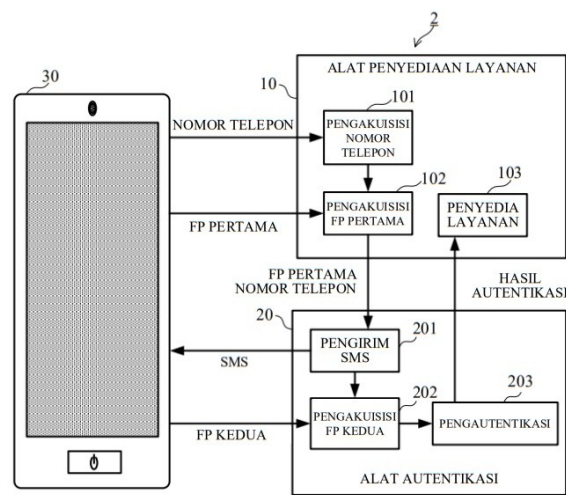 2
30
ALAT PENYEDIAAN LAYANAN
10
101
NOMOR TELEPON
PENGAKUISISI
NOMOR
TELEPON
102
103
FP PERTAMA
PENGAKUISISI
FP PERTAMA
PENYEDIA
LAYANAN
FP PERTAMA
NOMOR TELEPON
HASIL
AUTENTIKASI
20
201
SMS
PENGIRIM
SMS
202
203
FP KEDUA
PENGAKUISISI
FP KEDUA
PENGAUTENTIKASI
ALAT AUTENTIKASI